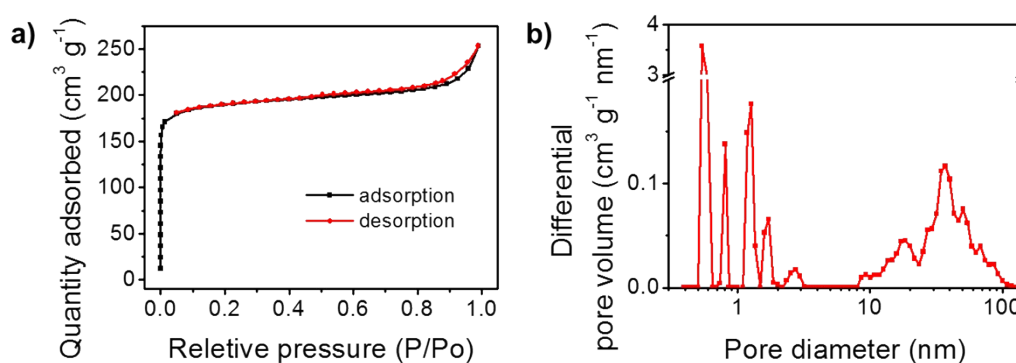 a)
Quantity adsorbed (cm³ g⁻¹)
250
200
150
100
50
0
adsorption
desorption
0.0 0.2 0.4 0.6 0.8 1.0
Reletive pressure (P/Po)
b)
Differential
pore volume (cm³ g⁻¹ nm⁻¹)
4
3
0.1
0.0
1 10 100
Pore diameter (nm)